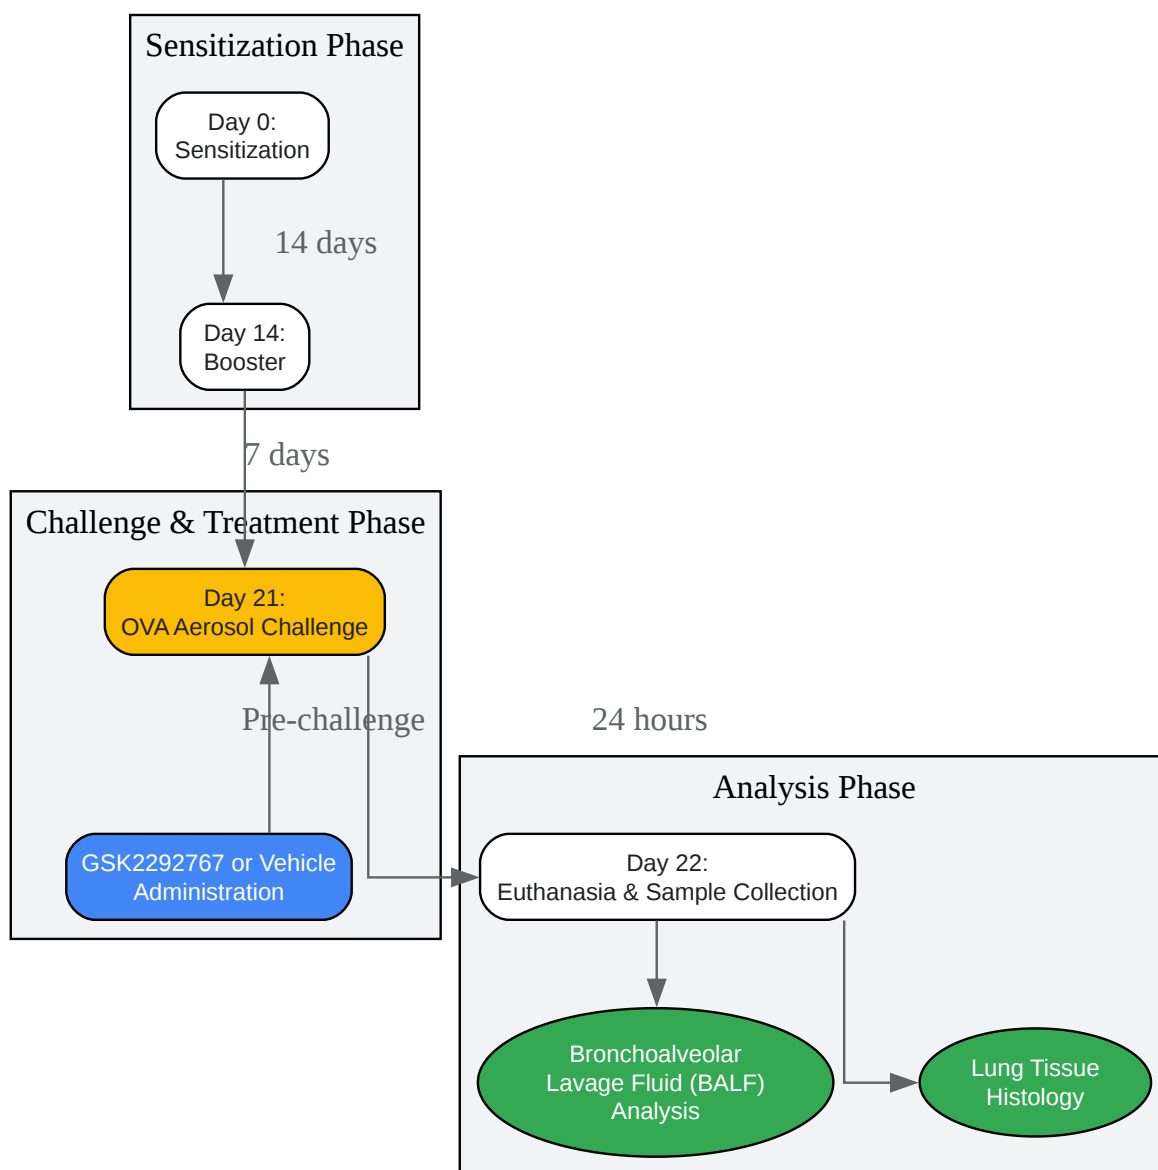 Sensitization Phase
Day 0:
Sensitization
14 days
Day 14:
Booster
7 days
Challenge & Treatment Phase
Day 21:
OVA Aerosol Challenge
Pre-challenge
24 hours
GSK2292767 or Vehicle
Administration
Analysis Phase
Day 22:
Euthanasia & Sample Collection
Bronchoalveolar
Lavage Fluid (BALF)
Analysis
Lung Tissue
Histology